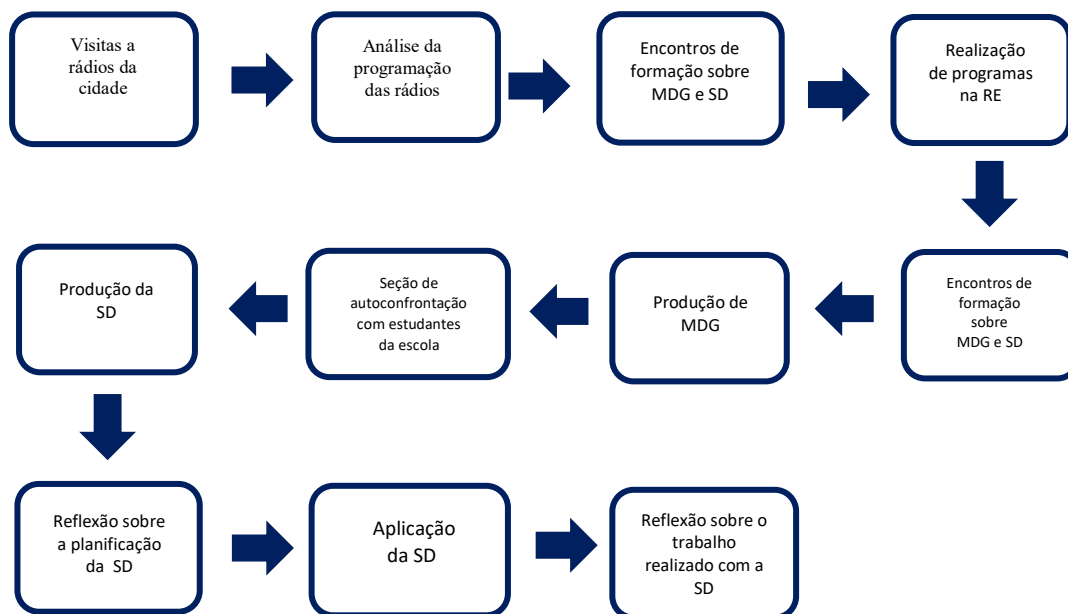 Visitas a
rádios da
cidade
Análise da
programação
das rádios
Encontros de
formação sobre
MDG e SD
Realização
de programas
na RE
Encontros de
formação
sobre
MDG e SD
Produção de
MDG
Seção de
autoconfrontação
com estudantes
da escola
Produção da
SD
Reflexão sobre
a planificação
da SD
Aplicação
da SD
Reflexão sobre o
trabalho
realizado com a
SD